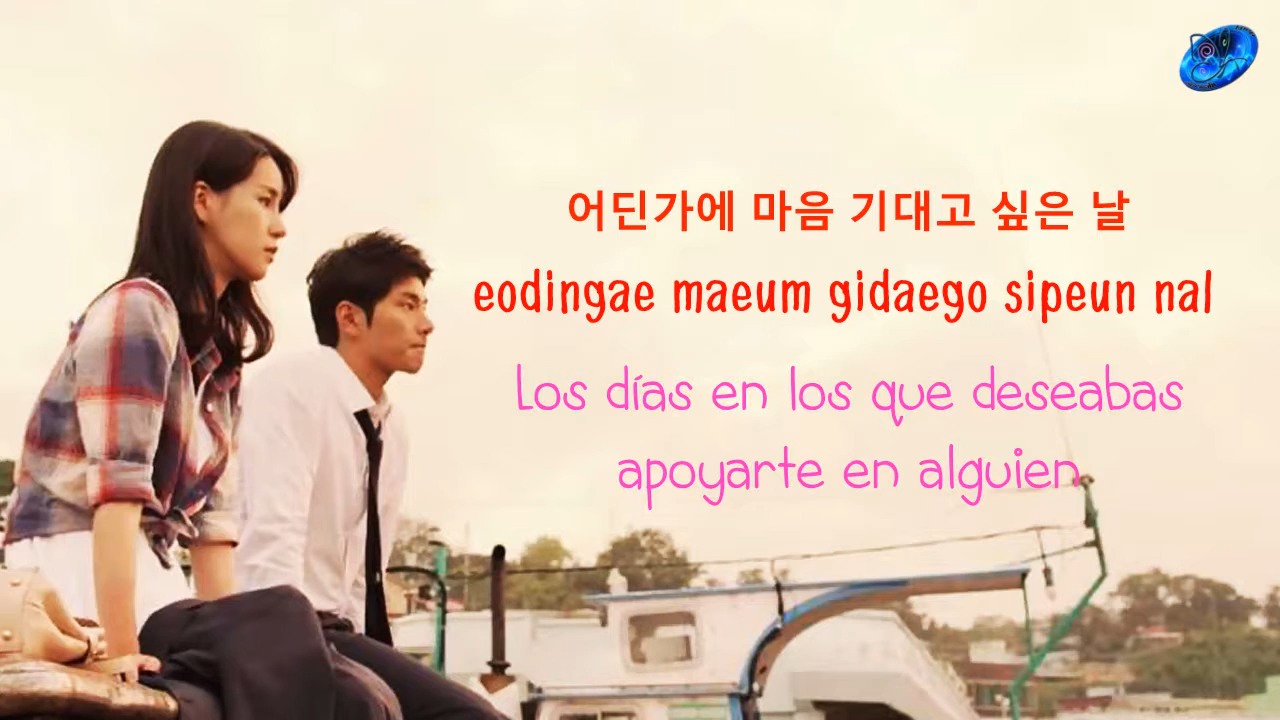 어딘가에 마음 기대고 싶은 날
eodingae maeum gidaego sipeun nal
Los días en los que deseabas
apoyarte en alguien